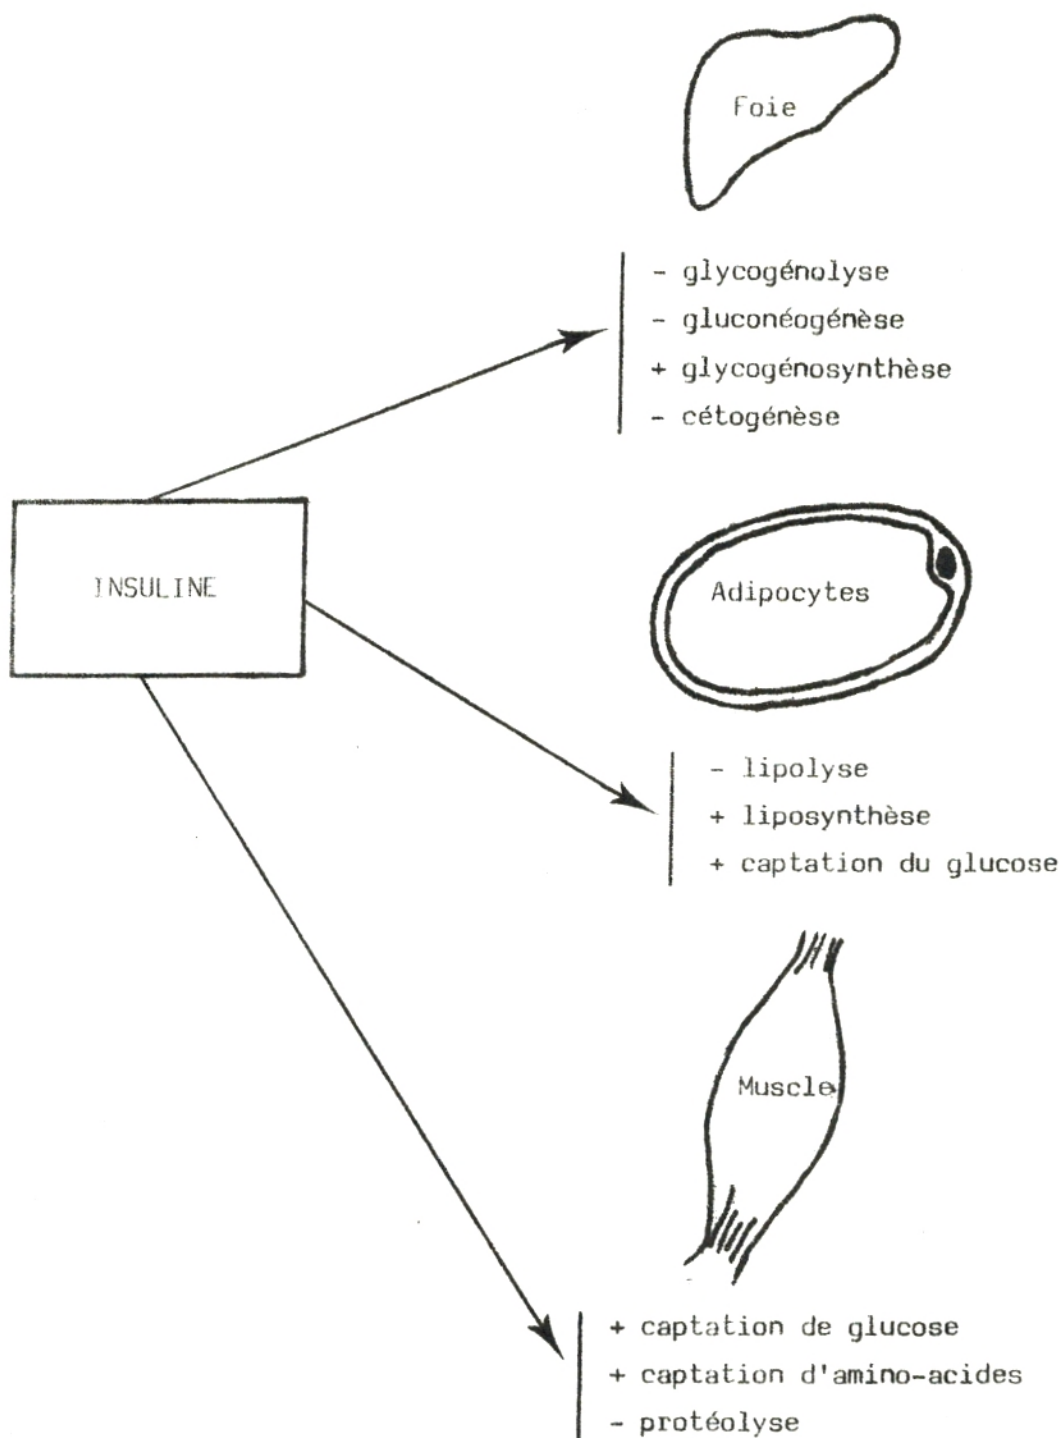 Foie
- glycogénolyse
- gluconéogénèse
+ glycogénosynthèse
- cétogénèse
INSULINE
Adipocytes
- lipolyse
+ liposynthèse
+ captation du glucose
Muscle
+ captation de glucose
+ captation d'amino-acides
- protéolyse